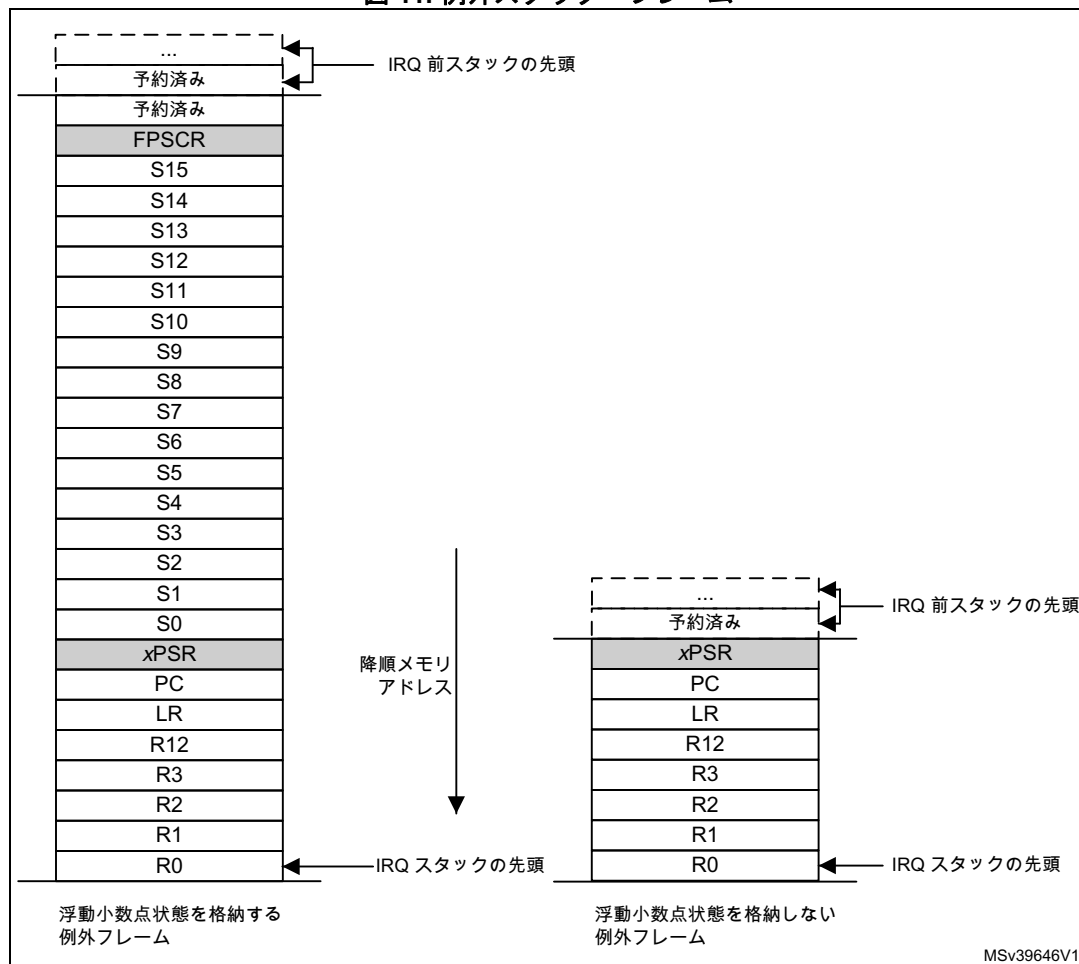 ...
予約済み
IRQ 前スタックの先頭
予約済み
FPSCR
S15
S14
S13
S12
S11
S10
S9
S8
S7
S6
S5
S4
S3
S2
S1
S0
xPSR
PC
LR
R12
R3
R2
R1
R0
IRQ スタックの先頭
浮動小数点状態を格納する
例外フレーム
降順メモリ
アドレス
...
予約済み
IRQ 前スタックの先頭
xPSR
PC
LR
R12
R3
R2
R1
R0
IRQ スタックの先頭
浮動小数点状態を格納しない
例外フレーム
MSv39646V1